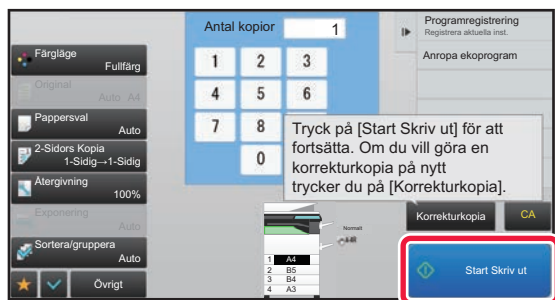 Antal kopior
1
Programregistrering
Registrera aktuella inst.
Anropa ekoprogram
Färgläge
Fullfärg
Original
Auto A4
Pappersval
Auto
2-Sidors Kopia
1-Sidig→1-Sidig
Återgivning
100%
Exponering
Auto
Sortera/gruppera
Auto
Övrigt
1 2 3
4 5 6
7 8
0
Tryck på [Start Skriv ut] för att
fortsätta. Om du vill göra en
korrekturkopia på nytt
trycker du på [Korrekturkopia].
Normalt
A4R
1 A4
2 B5
3 B4
4 A3
Korrekturkopia
CA
Start Skriv ut